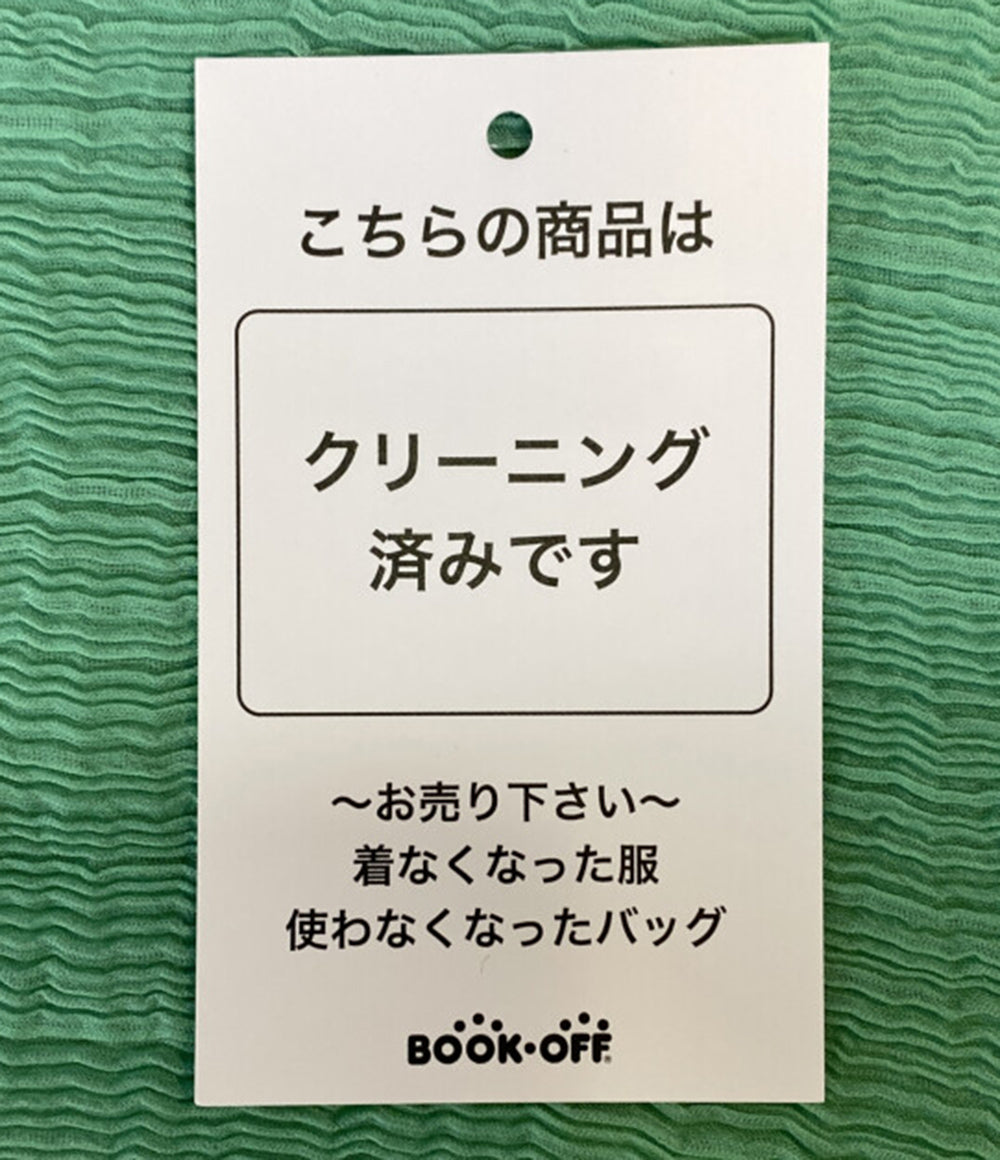 こちらの商品は
クリーニング
済みです
〜お売り下さい〜
着なくなった服
使わなくなったバッグ
BOOK・OFF®